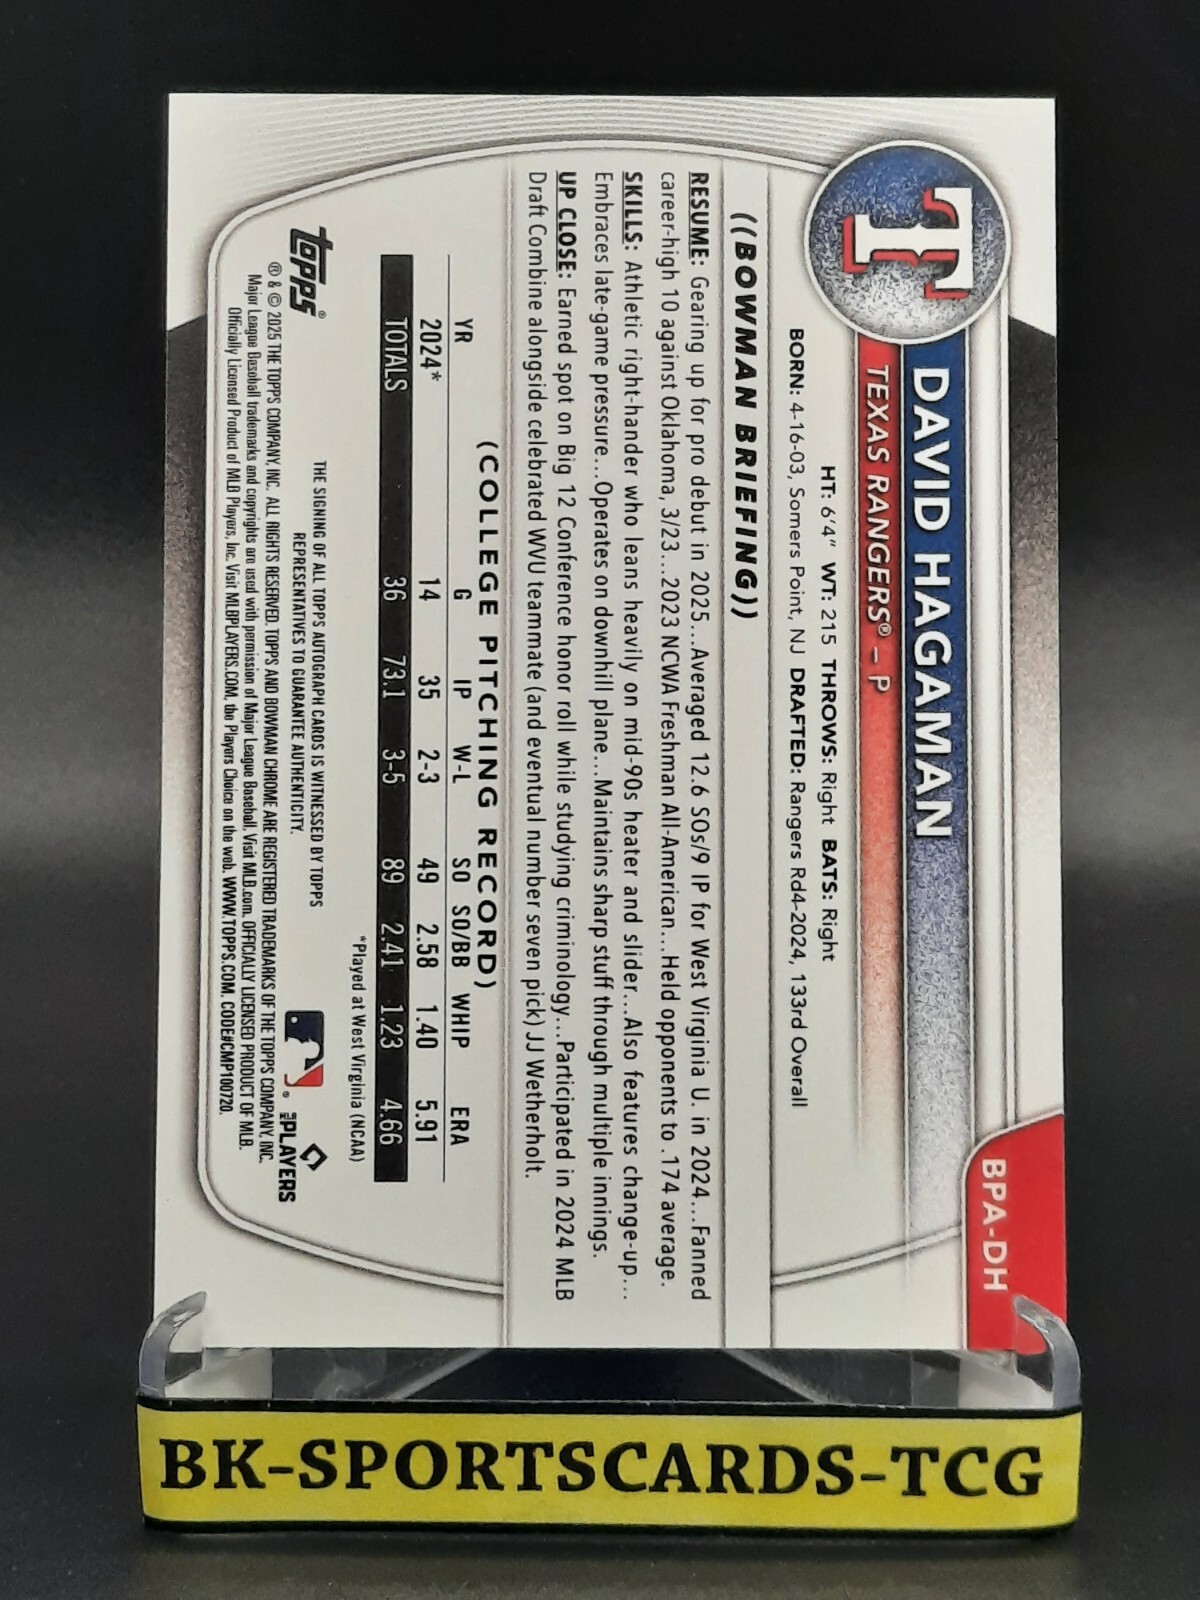 BPA-DH
DAVID HAGAMAN
TEXAS RANGERS® – P
HT: 6'4" WT: 215 THROWS: Right BATS: Right
BORN: 4-16-03, Somers Point, NJ DRAFTED: Rangers Rd4-2024, 133rd Overall
((BOWMAN BRIEFING))
RESUME: Gearing up for pro debut in 2025...Averaged 12.6 SOs/9 IP for West Virginia U. in 2024...Fanned
career-high 10 against Oklahoma, 3/23...2023 NCWA Freshman All-American...Held opponents to .174 average.
SKILLS: Athletic right-hander who leans heavily on mid-90s heater and slider...Also features change-up...
Embraces late-game pressure...Operates on downhill plane...Maintains sharp stuff through multiple innings.
UP CLOSE: Earned spot on Big 12 Conference honor roll while studying criminology...Participated in 2024 MLB
Draft Combine alongside celebrated WVU teammate (and eventual number seven pick) JJ Wetherholt.
(COLLEGE PITCHING RECORD)
YR G IP W-L SO SO/BB WHIP ERA
2024* 14 35 2-3 49 2.58 1.40 5.91
TOTALS 36 73.1 3-5 89 2.41 1.23 4.66
*Played at West Virginia (NCAA)
topps®
THE SIGNING OF ALL TOPPS AUTOGRAPH CARDS IS WITNESSED BY TOPPS
REPRESENTATIVES TO GUARANTEE AUTHENTICITY.
MLB PLAYERS
® & © 2025 THE TOPPS COMPANY, INC. ALL RIGHTS RESERVED. TOPPS AND BOWMAN CHROME ARE REGISTERED TRADEMARKS OF THE TOPPS COMPANY, INC.
Major League Baseball trademarks and copyrights are used with permission of Major League Baseball. Visit MLB.com. OFFICIALLY LICENSED PRODUCT OF MLB.
Officially Licensed Product of MLB Players, Inc. Visit MLBPLAYERS.COM, the Players Choice on the web. WWW.TOPPS.COM. CODE#CMP100720.
BK-SPORTSCARDS-TCG